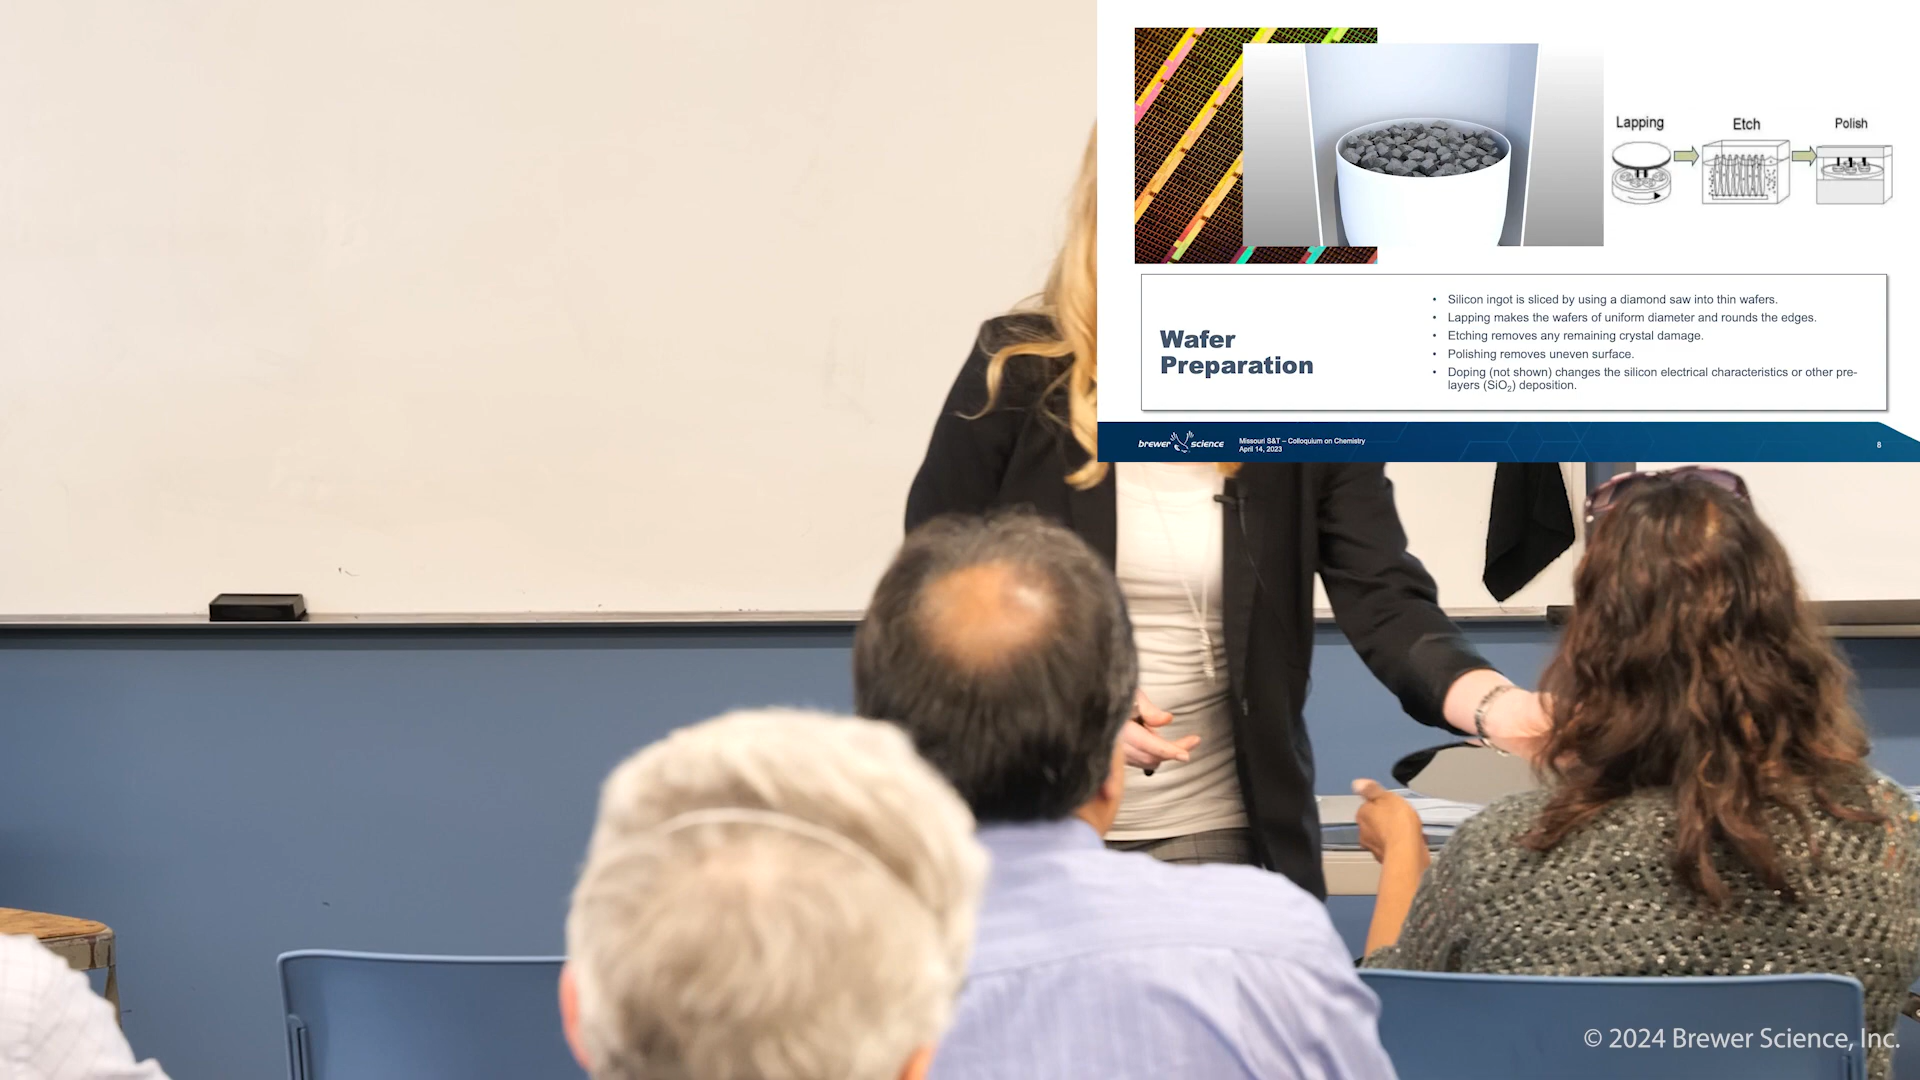 Lapping
Etch
Polish
Wafer
Preparation
• Silicon ingot is sliced by using a diamond saw into thin wafers.
• Lapping makes the wafers of uniform diameter and rounds the edges.
• Etching removes any remaining crystal damage.
• Polishing removes uneven surface.
• Doping (not shown) changes the silicon electrical characteristics or other pre-
layers (SiO₂) deposition.
brewer science
Missouri S&T – Colloquium on Chemistry
April 14, 2023
8
© 2024 Brewer Science, Inc.